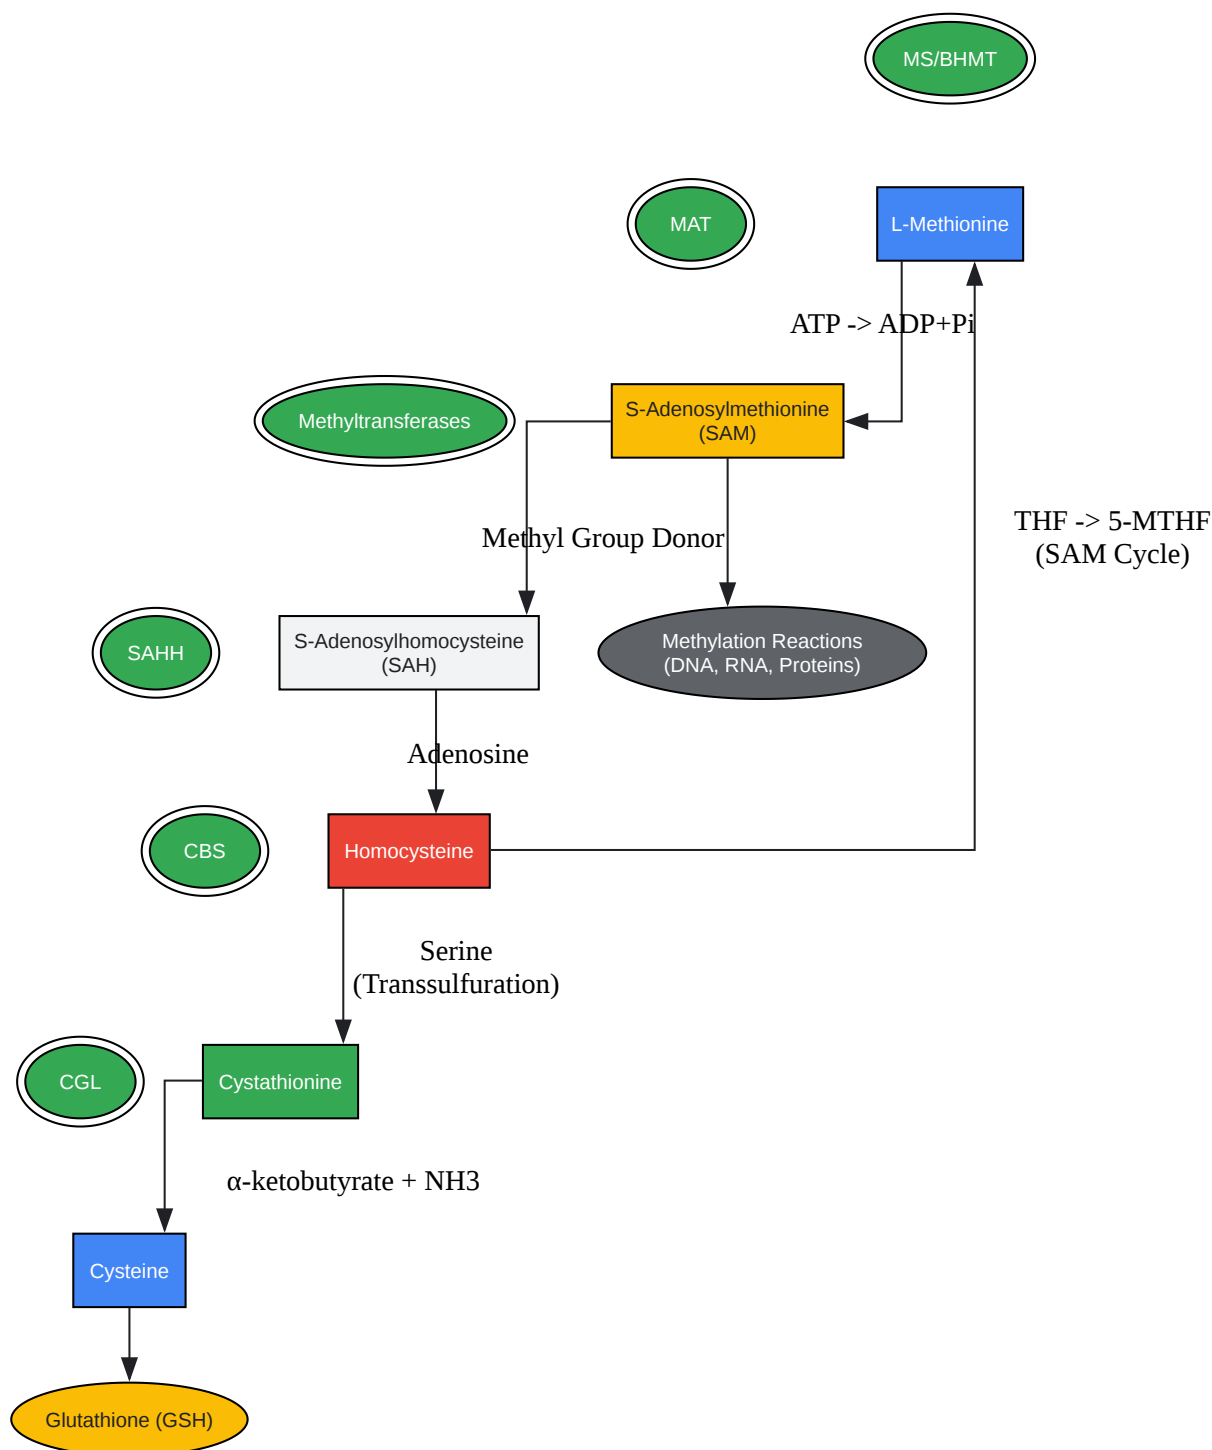 MS/BHMT
MAT
L-Methionine
ATP -> ADP+Pi
Methyltransferases
S-Adenosylmethionine
(SAM)
THF -> 5-MTHF
(SAM Cycle)
Methyl Group Donor
SAHH
S-Adenosylhomocysteine
(SAH)
Methylation Reactions
(DNA, RNA, Proteins)
Adenosine
CBS
Homocysteine
Serine
(Transsulfuration)
CGL
Cystathionine
α-ketobutyrate + NH3
Cysteine
Glutathione (GSH)